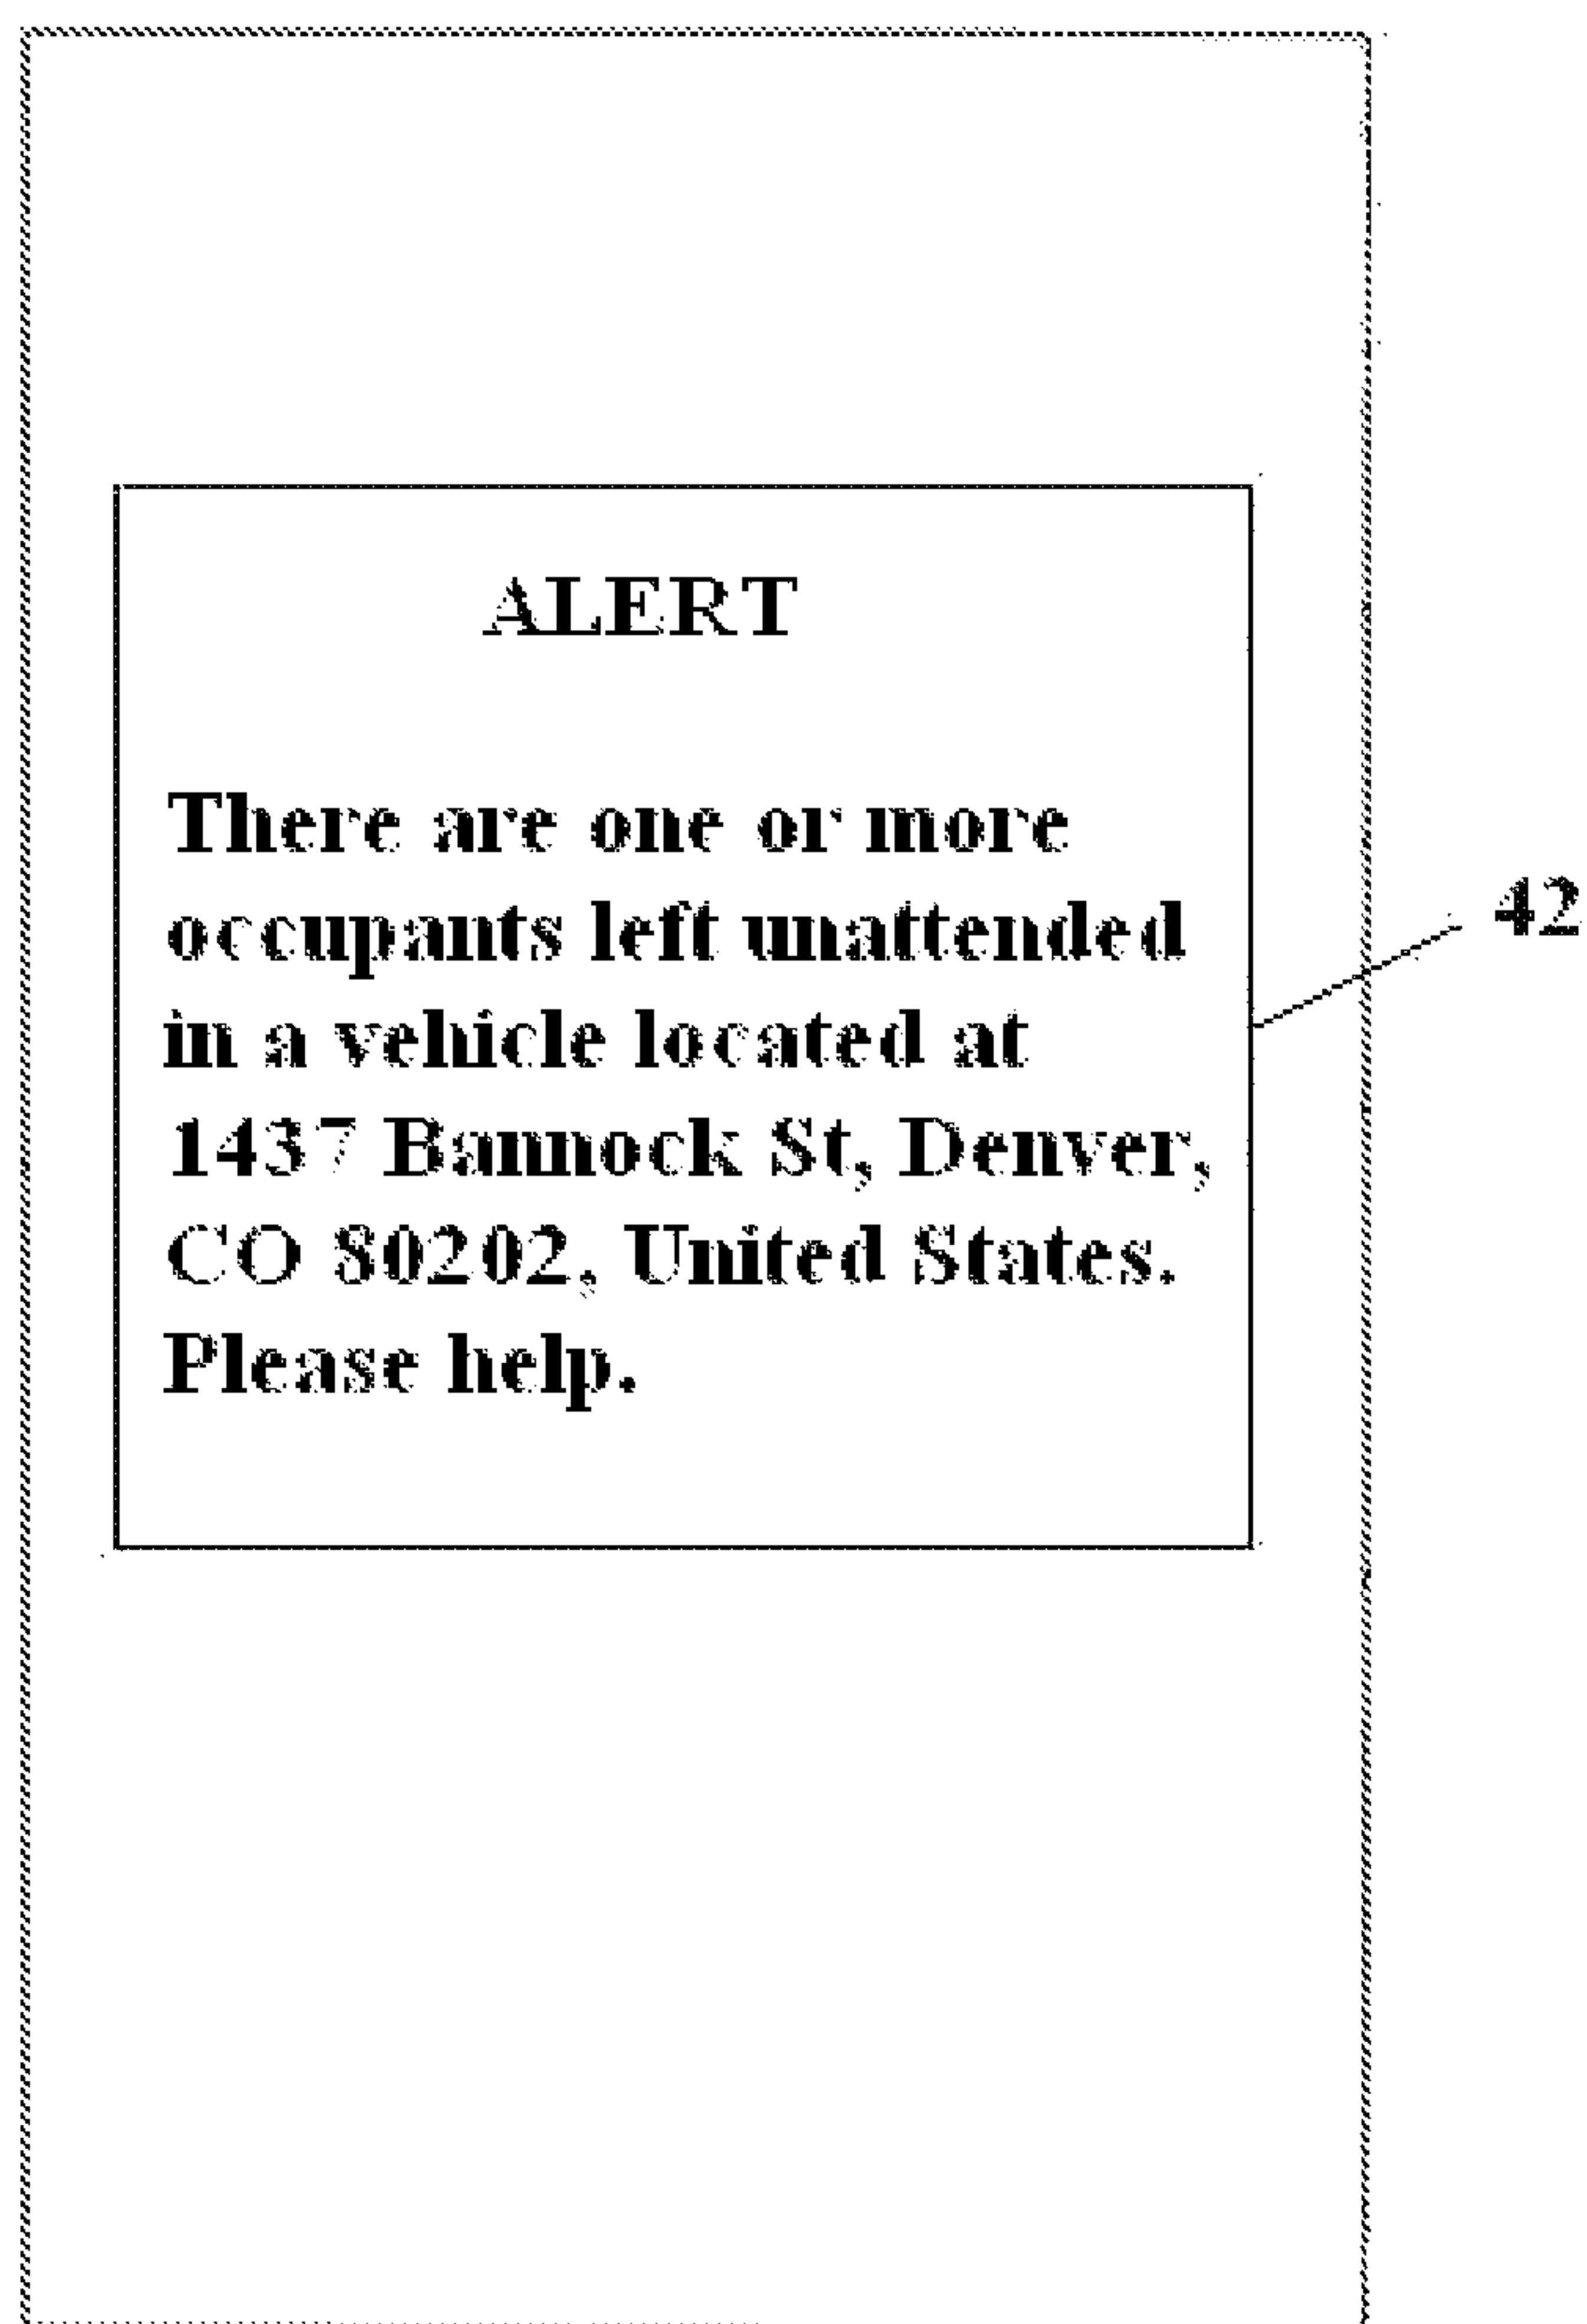 ALERT
There are one or more
occupants left unattended
42
in a vehicle located at
1437 Bannock St, Denver,
CO 80202, United States.
Please help.